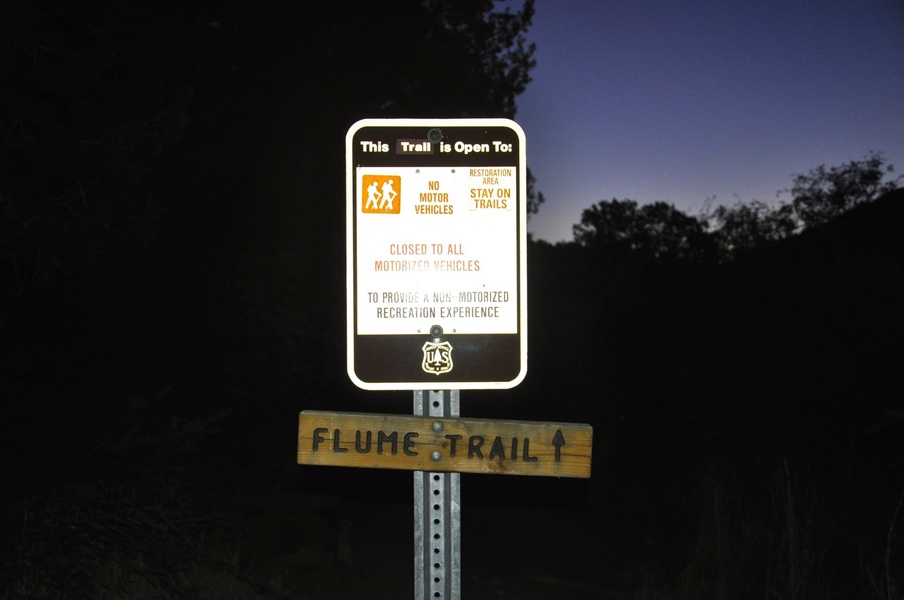 This Trail is Open To:
NO
MOTOR
VEHICLES
RESTORATION
AREA
STAY ON
TRAILS
CLOSED TO ALL
MOTORIZED VEHICLES
TO PROVIDE A NON-MOTORIZED
RECREATION EXPERIENCE
U S
FLUME TRAIL ↑